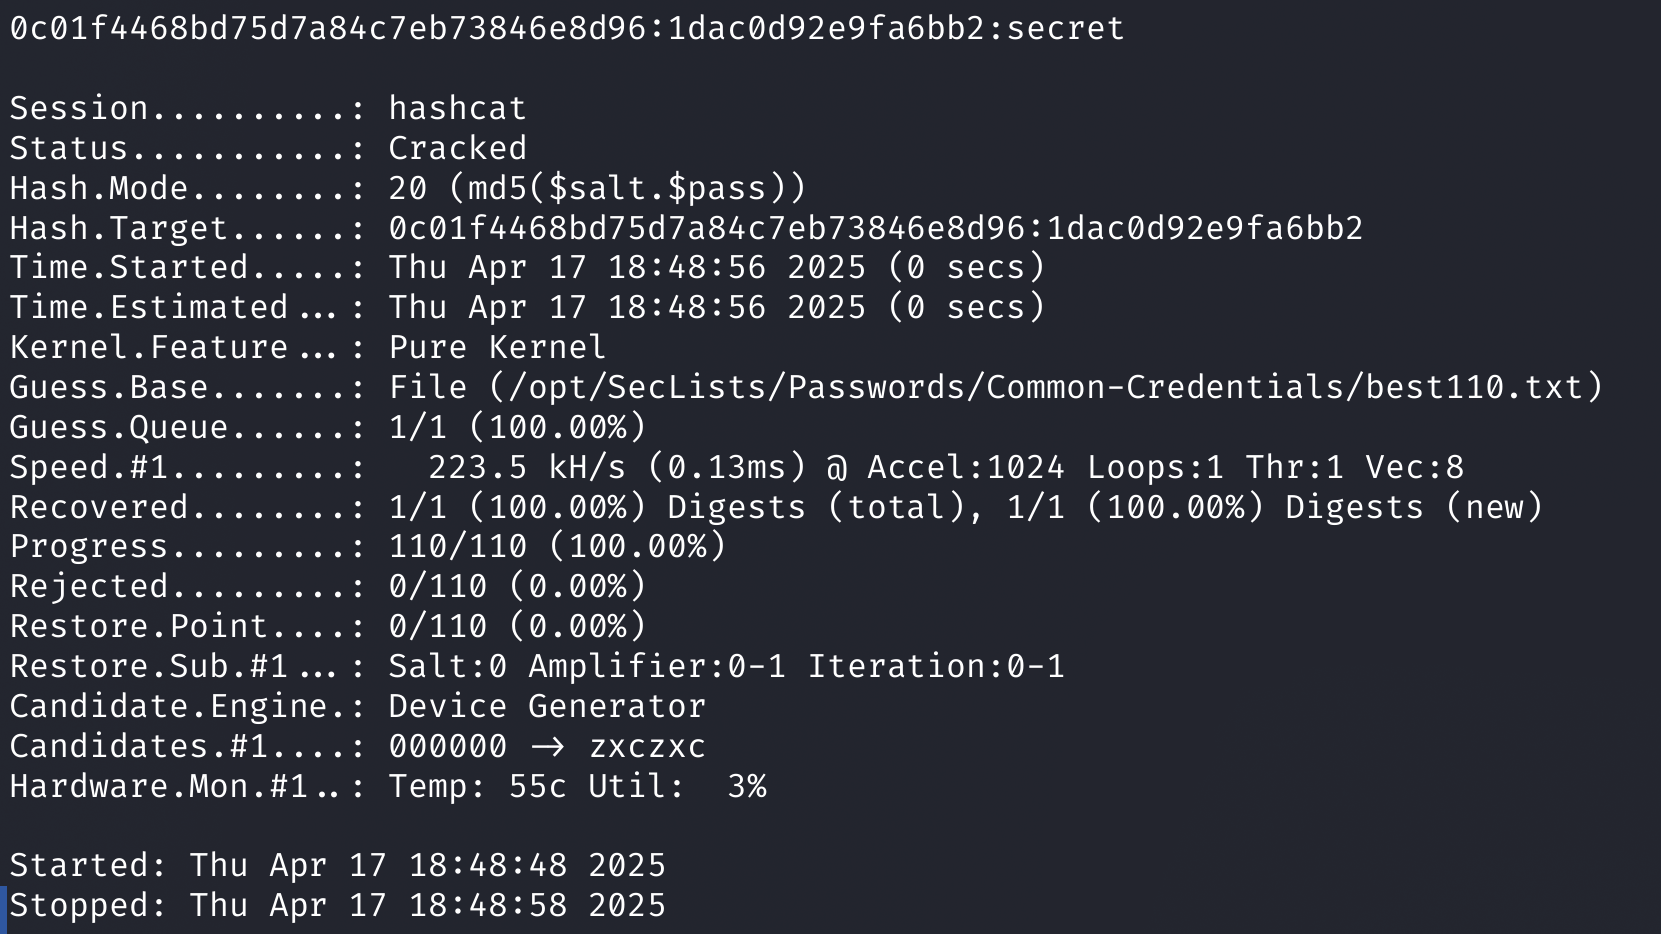 0c01f4468bd75d7a84c7eb73846e8d96:1dac0d92e9fa6bb2:secret

Session..........: hashcat
Status...........: Cracked
Hash.Mode........: 20 (md5($salt.$pass))
Hash.Target......: 0c01f4468bd75d7a84c7eb73846e8d96:1dac0d92e9fa6bb2
Time.Started.....: Thu Apr 17 18:48:56 2025 (0 secs)
Time.Estimated...: Thu Apr 17 18:48:56 2025 (0 secs)
Kernel.Feature...: Pure Kernel
Guess.Base.......: File (/opt/SecLists/Passwords/Common-Credentials/best110.txt)
Guess.Queue......: 1/1 (100.00%)
Speed.#1.........:   223.5 kH/s (0.13ms) @ Accel:1024 Loops:1 Thr:1 Vec:8
Recovered........: 1/1 (100.00%) Digests (total), 1/1 (100.00%) Digests (new)
Progress.........: 110/110 (100.00%)
Rejected.........: 0/110 (0.00%)
Restore.Point....: 0/110 (0.00%)
Restore.Sub.#1...: Salt:0 Amplifier:0-1 Iteration:0-1
Candidate.Engine.: Device Generator
Candidates.#1....: 000000 -> zxczxc
Hardware.Mon.#1..: Temp: 55c Util:  3%

Started: Thu Apr 17 18:48:48 2025
Stopped: Thu Apr 17 18:48:58 2025